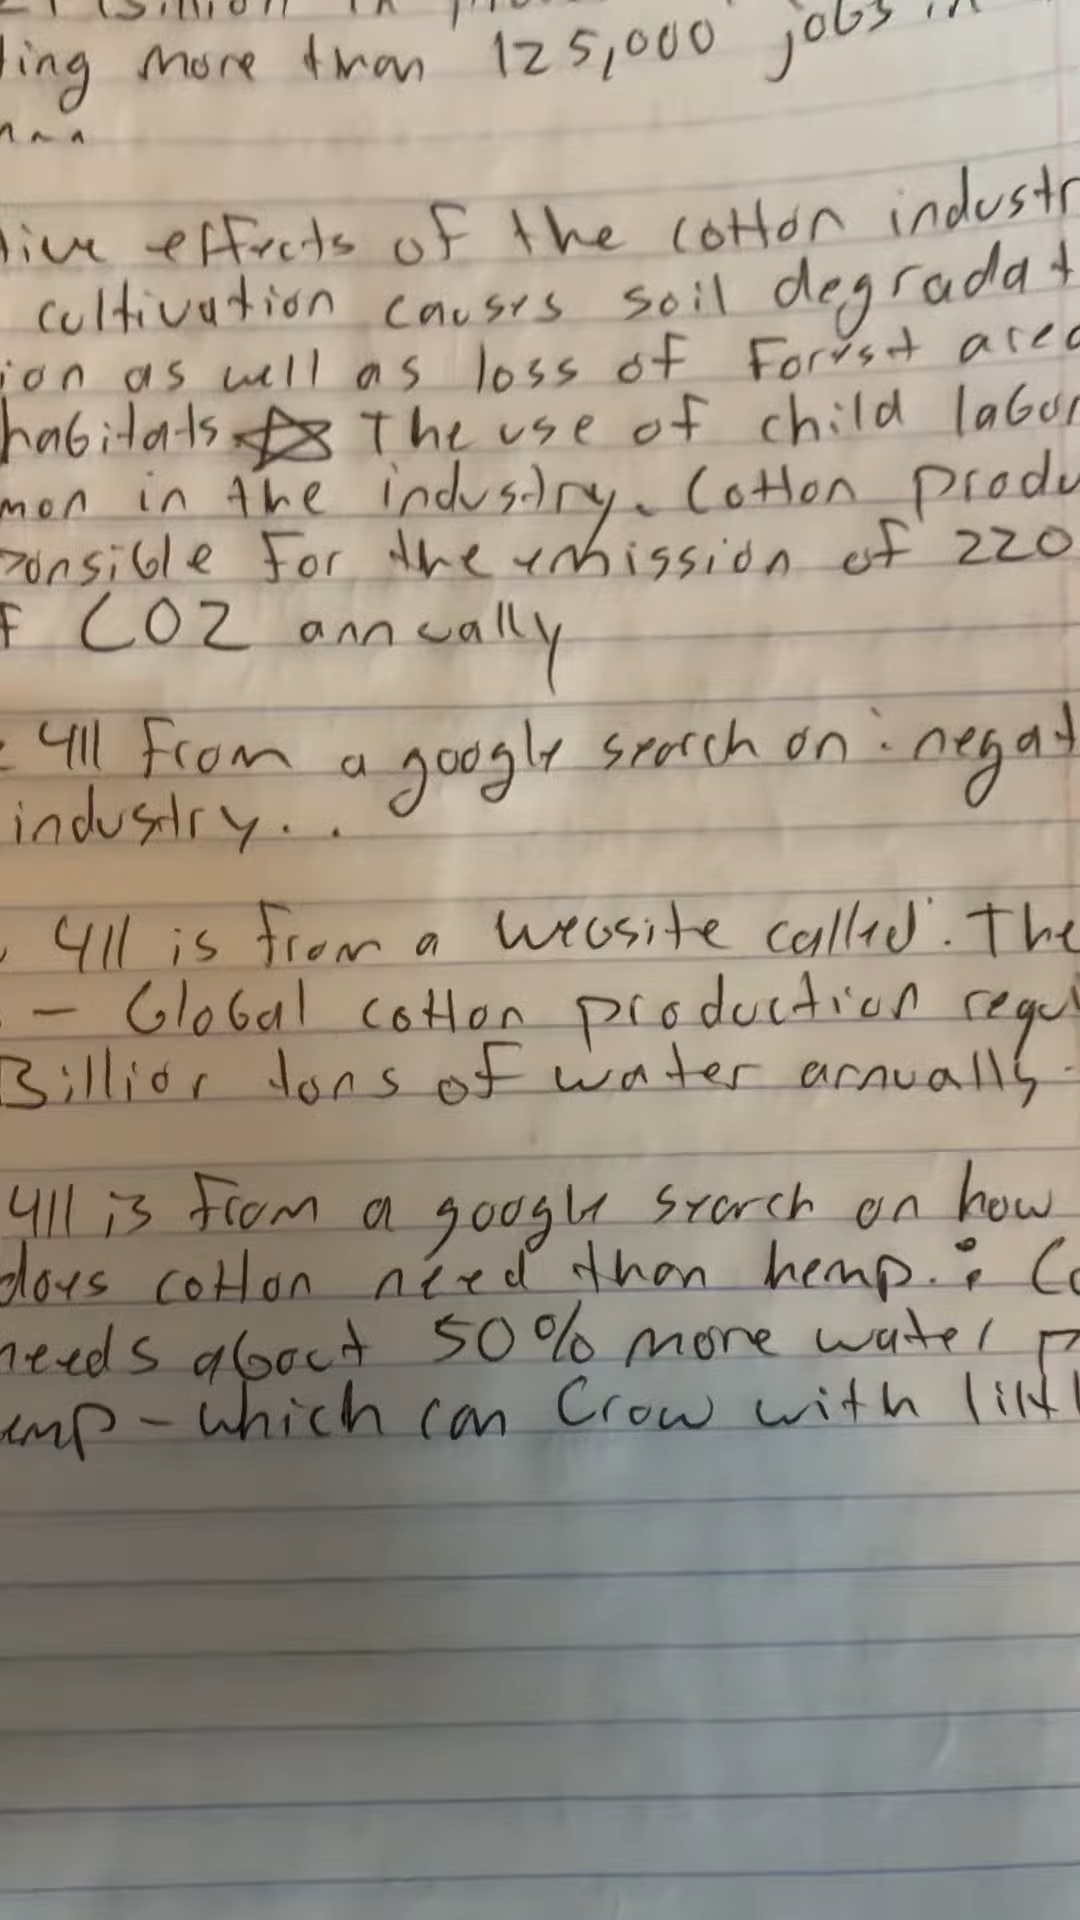 ting more than 125,000 jobs in
tive effects of the cotton industr
cultivation causes soil degradat
ion as well as loss of Forest area
habitats The use of child labor
mon in the industry. Cotton produ
ponsible For the emission of 220
F CO2 annually
411 From a google search on: negat
industry...
411 is from a website called: The
- Global cotton production requi
Billion tons of water annually.
411 is From a google search on how
does cotton need than hemp.: Co
needs about 50% more water p
emp - which can Grow with littl